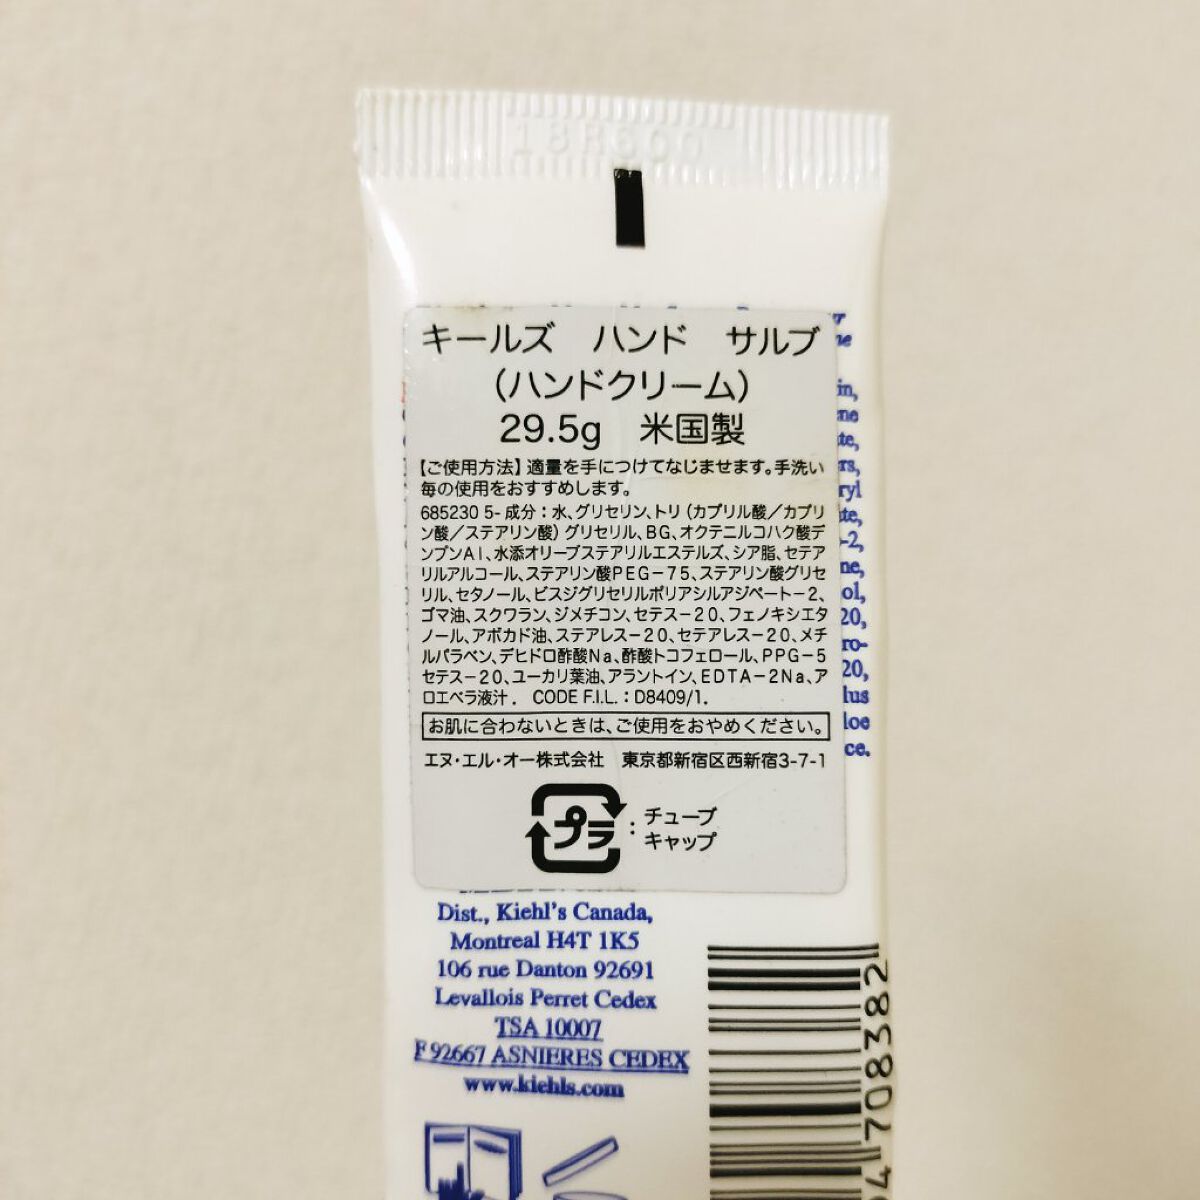 18R600
キールズ ハンド サルブ
(ハンドクリーム)
29.5g 米国製
【ご使用方法】適量を手につけてなじませます。手洗い
毎の使用をおすすめします。
685230 5- 成分：水、グリセリン、トリ（カプリル酸／カプリ
ン酸／ステアリン酸）グリセリル、BG、オクテニルコハク酸デ
ンプンAl、水添オリーブステアリルエステルズ、シア脂、セテア
リルアルコール、ステアリン酸PEG－75、ステアリン酸グリセ
リル、セタノール、ビスジグリセリルポリアシルアジペート－2、
ゴマ油、スクワラン、ジメチコン、セテス－20、フェノキシエタ
ノール、アボカド油、ステアレス－20、セテアレス－20、メチ
ルパラベン、デヒドロ酢酸Na、酢酸トコフェロール、PPG－5
セテス－20、ユーカリ葉油、アラントイン、EDTA－2Na、ア
ロエベラ液汁． CODE F.I.L.：D8409/1.
お肌に合わないときは、ご使用をおやめください。
エヌ・エル・オー株式会社 東京都新宿区西新宿3-7-1
プラ
：チューブ
キャップ
in,
ne
te,
rs,
ryl
te,
-2,
ne,
ol,
20,
ro-
20,
lus
loe
ce.
Dist., Kiehl's Canada,
Montreal H4T 1K5
106 rue Danton 92691
Levallois Perret Cedex
TSA 10007
F 92667 ASNIERES CEDEX
www.kiehls.com
4 708382